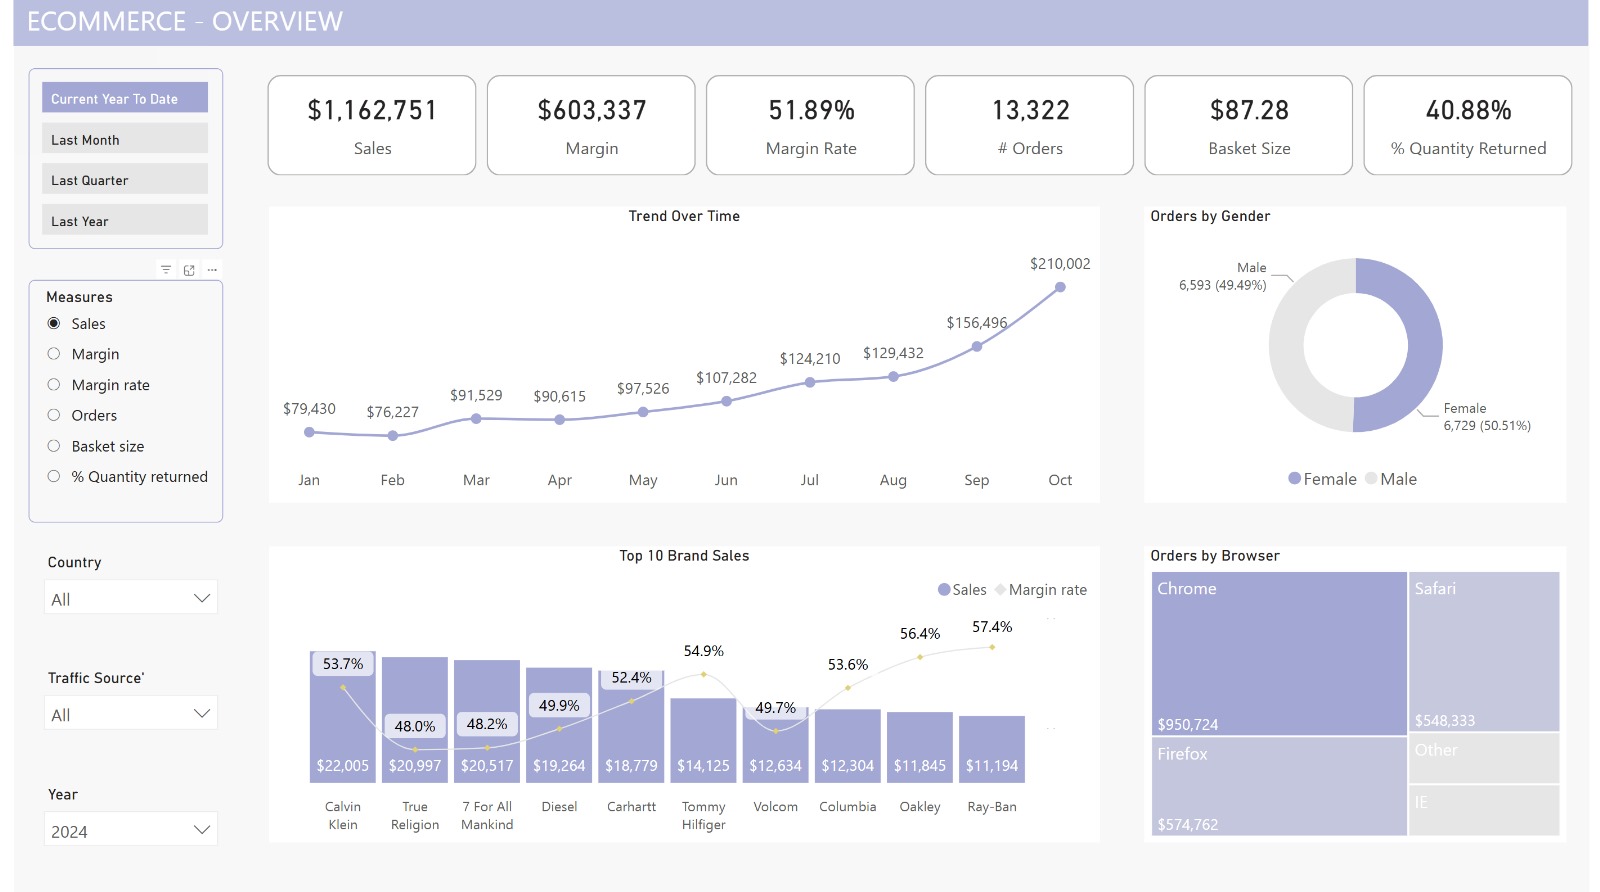 ECOMMERCE - OVERVIEW
Current Year To Date
Last Month
Last Quarter
Last Year
Measures
Sales
Margin
Margin rate
Orders
Basket size
% Quantity returned
Country
All
Traffic Source'
All
Year
2024
$1,162,751
Sales
$603,337
Margin
51.89%
Margin Rate
13,322
# Orders
$87.28
Basket Size
40.88%
% Quantity Returned
Trend Over Time
$79,430
$76,227
$91,529
$90,615
$97,526
$107,282
$124,210
$129,432
$156,496
$210,002
Jan
Feb
Mar
Apr
May
Jun
Jul
Aug
Sep
Oct
Orders by Gender
Male
6,593 (49.49%)
Female
6,729 (50.51%)
Female
Male
Top 10 Brand Sales
Sales
Margin rate
53.7%
48.0%
48.2%
49.9%
52.4%
54.9%
49.7%
53.6%
56.4%
57.4%
$22,005
$20,997
$20,517
$19,264
$18,779
$14,125
$12,634
$12,304
$11,845
$11,194
Calvin
Klein
True
Religion
7 For All
Mankind
Diesel
Carhartt
Tommy
Hilfiger
Volcom
Columbia
Oakley
Ray-Ban
Orders by Browser
Chrome
$950,724
Safari
$548,333
Firefox
$574,762
Other
IE